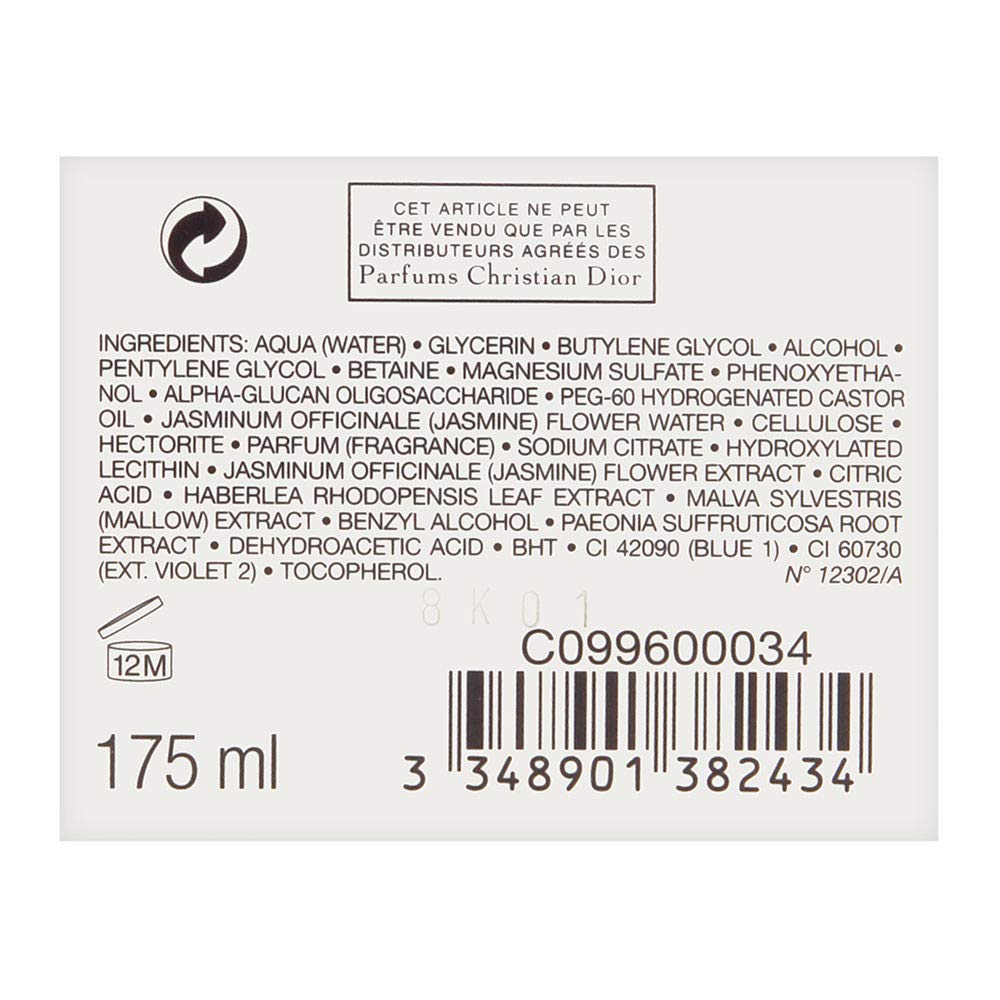 CET ARTICLE NE PEUT
ÊTRE VENDU QUE PAR LES
DISTRIBUTEURS AGRÉÉS DES
Parfums Christian Dior
INGREDIENTS: AQUA (WATER) • GLYCERIN • BUTYLENE GLYCOL • ALCOHOL •
PENTYLENE GLYCOL • BETAINE • MAGNESIUM SULFATE • PHENOXYETHA-
NOL • ALPHA-GLUCAN OLIGOSACCHARIDE • PEG-60 HYDROGENATED CASTOR
OIL • JASMINUM OFFICINALE (JASMINE) FLOWER WATER • CELLULOSE •
HECTORITE • PARFUM (FRAGRANCE) • SODIUM CITRATE • HYDROXYLATED
LECITHIN • JASMINUM OFFICINALE (JASMINE) FLOWER EXTRACT • CITRIC
ACID • HABERLEA RHODOPENSIS LEAF EXTRACT • MALVA SYLVESTRIS
(MALLOW) EXTRACT • BENZYL ALCOHOL • PAEONIA SUFFRUTICOSA ROOT
EXTRACT • DEHYDROACETIC ACID • BHT • CI 42090 (BLUE 1) • CI 60730
(EXT. VIOLET 2) • TOCOPHEROL. N° 12302/A
8K01
C099600034
12M
175 ml
3 348901 382434